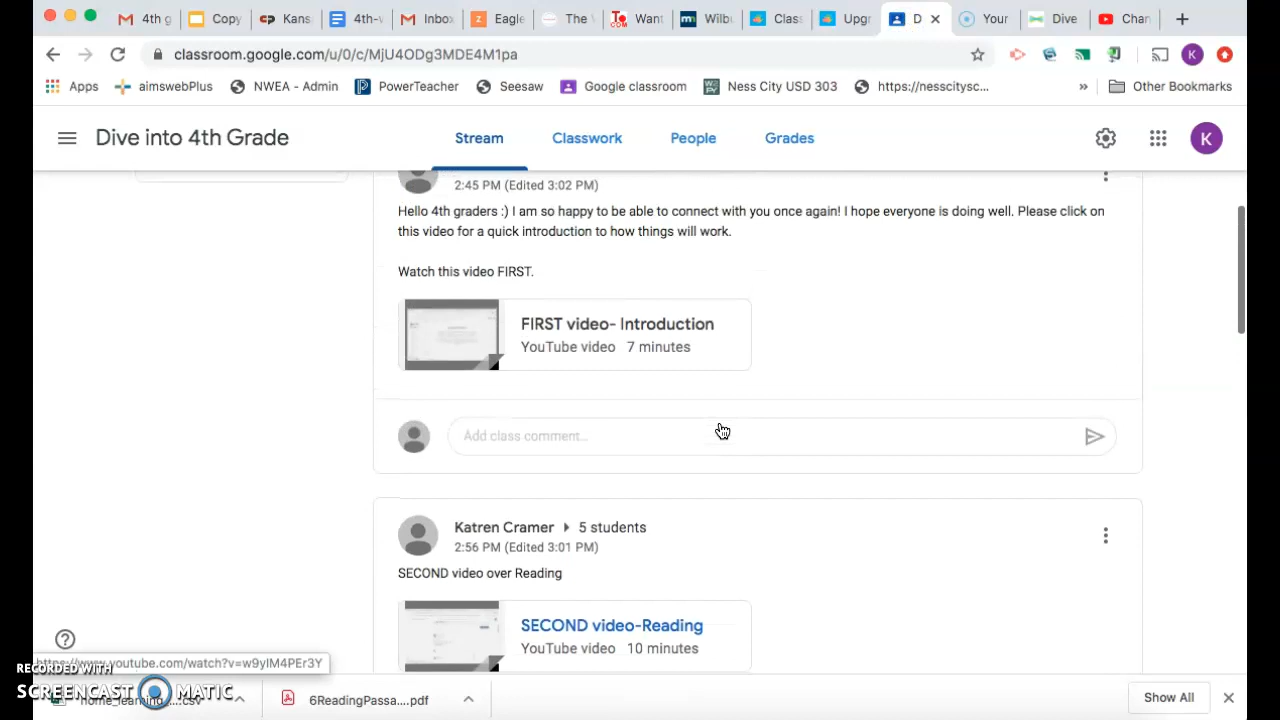 4th g
Copy
Kans
4th-v
Inbo
Eagle
The
Want
Wilb
Class
Upgr
D
Your
Dive
Chan
classroom.google.com/u/0/c/MjU4ODg3MDE4M1pa
K
Apps
aimswebPlus
NWEA - Admin
PowerTeacher
Seesaw
Google classroom
Ness City USD 303
https://nesscitysc...
»
Other Bookmarks
Dive into 4th Grade
Stream
Classwork
People
Grades
K
2:45 PM (Edited 3:02 PM)
Hello 4th graders :) I am so happy to be able to connect with you once again! I hope everyone is doing well. Please click on
this video for a quick introduction to how things will work.
Watch this video FIRST.
FIRST video- Introduction
YouTube video 7 minutes
Add class comment...
Katren Cramer 5 students
2:56 PM (Edited 3:01 PM)
SECOND video over Reading
SECOND video-Reading
YouTube video 10 minutes
https://www.youtube.com/watch?v=w9yIM4PEr3Y
RECORDED WITH
SCREENCAST MATIC
home_learning_....csv
6ReadingPassa....pdf
Show All